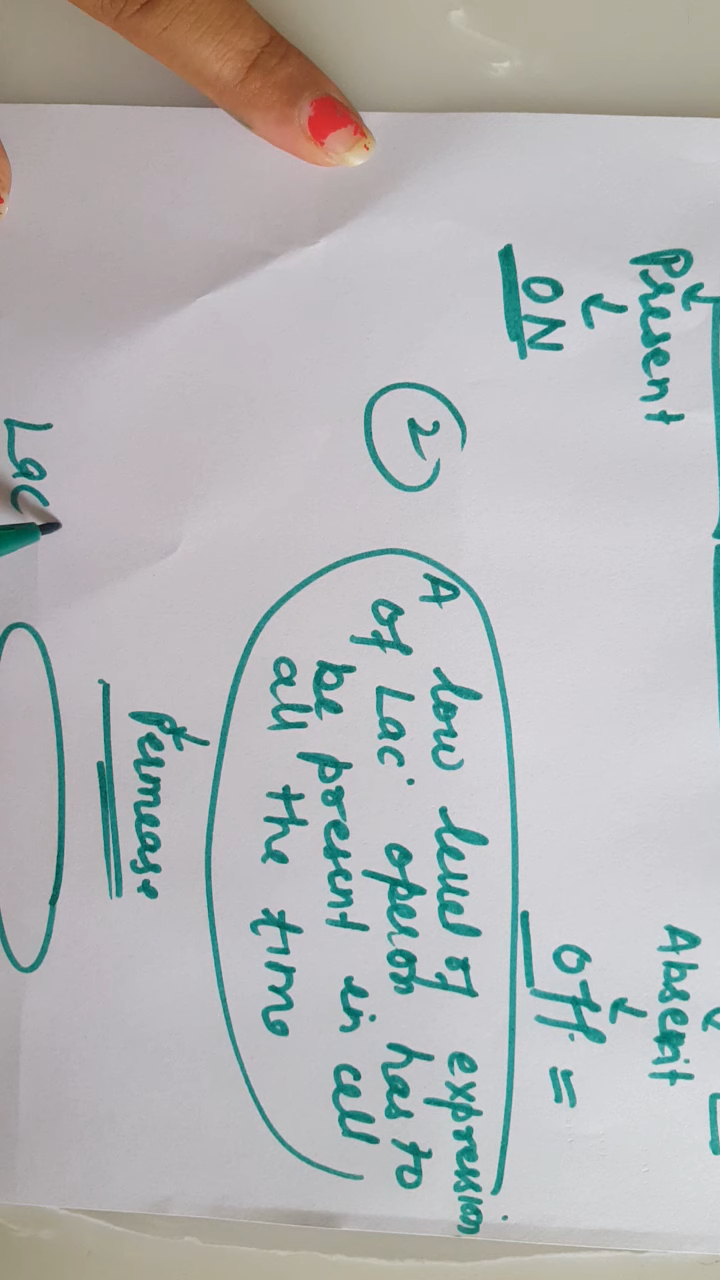 Present
Absent
ON
Off =
2
A low level of expression
of Lac operon has to
be present in cell
all the time
Permease
Lac